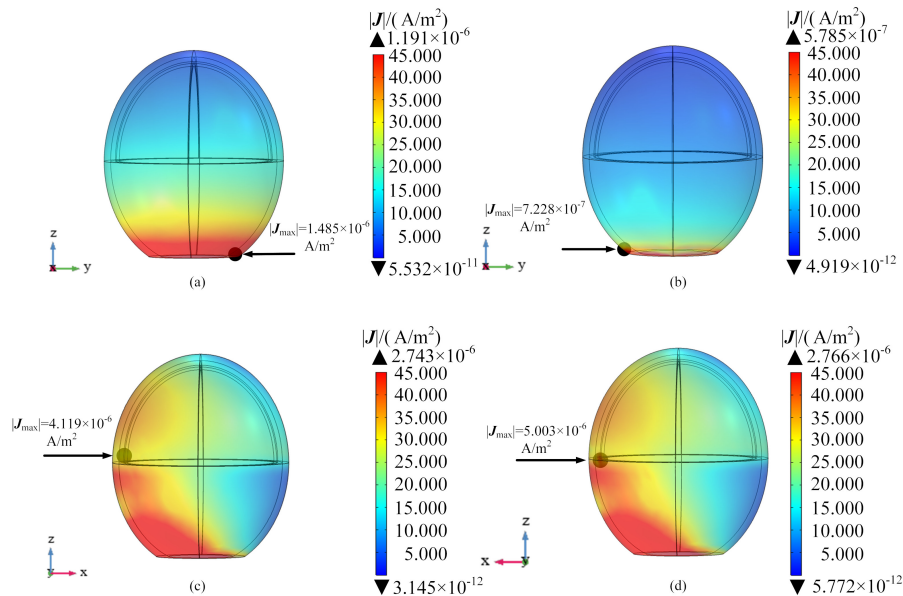 |J|/( A/m²)
▲1.191×10⁻⁶
45.000
40.000
35.000
30.000
25.000
20.000
15.000
10.000
5.000
▼5.532×10⁻¹¹
|Jmax|=1.485×10⁻⁶
A/m²
z
x
y
(a)
|J|/( A/m²)
▲5.785×10⁻⁷
45.000
40.000
35.000
30.000
25.000
20.000
15.000
10.000
5.000
▼4.919×10⁻¹²
|Jmax|=7.228×10⁻⁷
A/m²
z
x
y
(b)
|J|/( A/m²)
▲2.743×10⁻⁶
45.000
40.000
35.000
30.000
25.000
20.000
15.000
10.000
5.000
▼3.145×10⁻¹²
|Jmax|=4.119×10⁻⁶
A/m²
z
y
x
(c)
|J|/( A/m²)
▲2.766×10⁻⁶
45.000
40.000
35.000
30.000
25.000
20.000
15.000
10.000
5.000
▼5.772×10⁻¹²
|Jmax|=5.003×10⁻⁶
A/m²
z
x
y
(d)